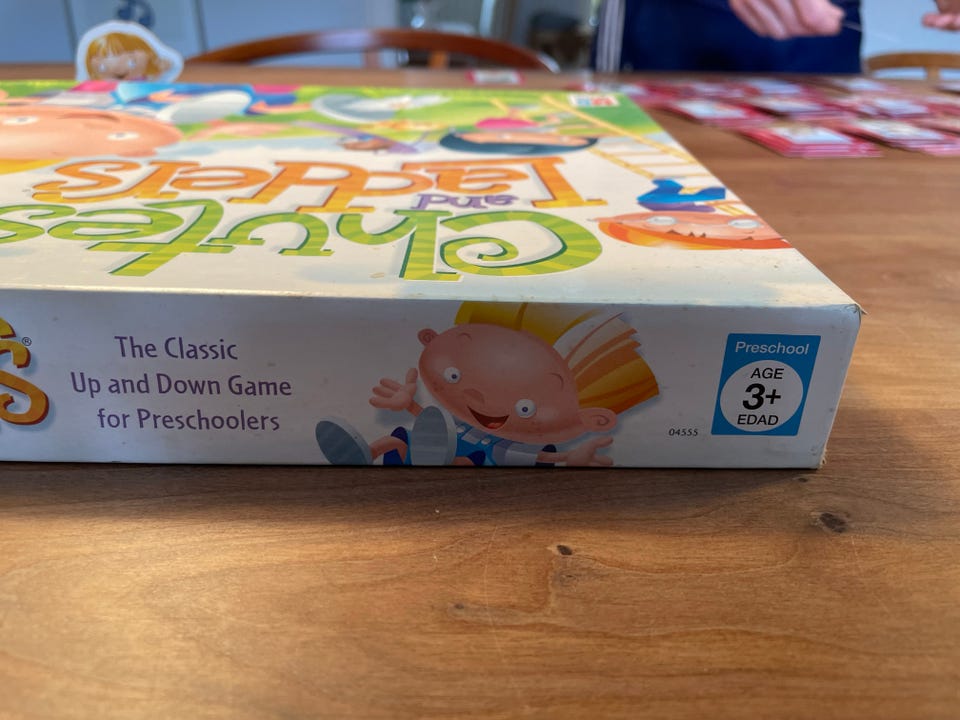 Chutes
and
Ladders
S®
The Classic
Up and Down Game
for Preschoolers
04555
Preschool
AGE
3+
EDAD